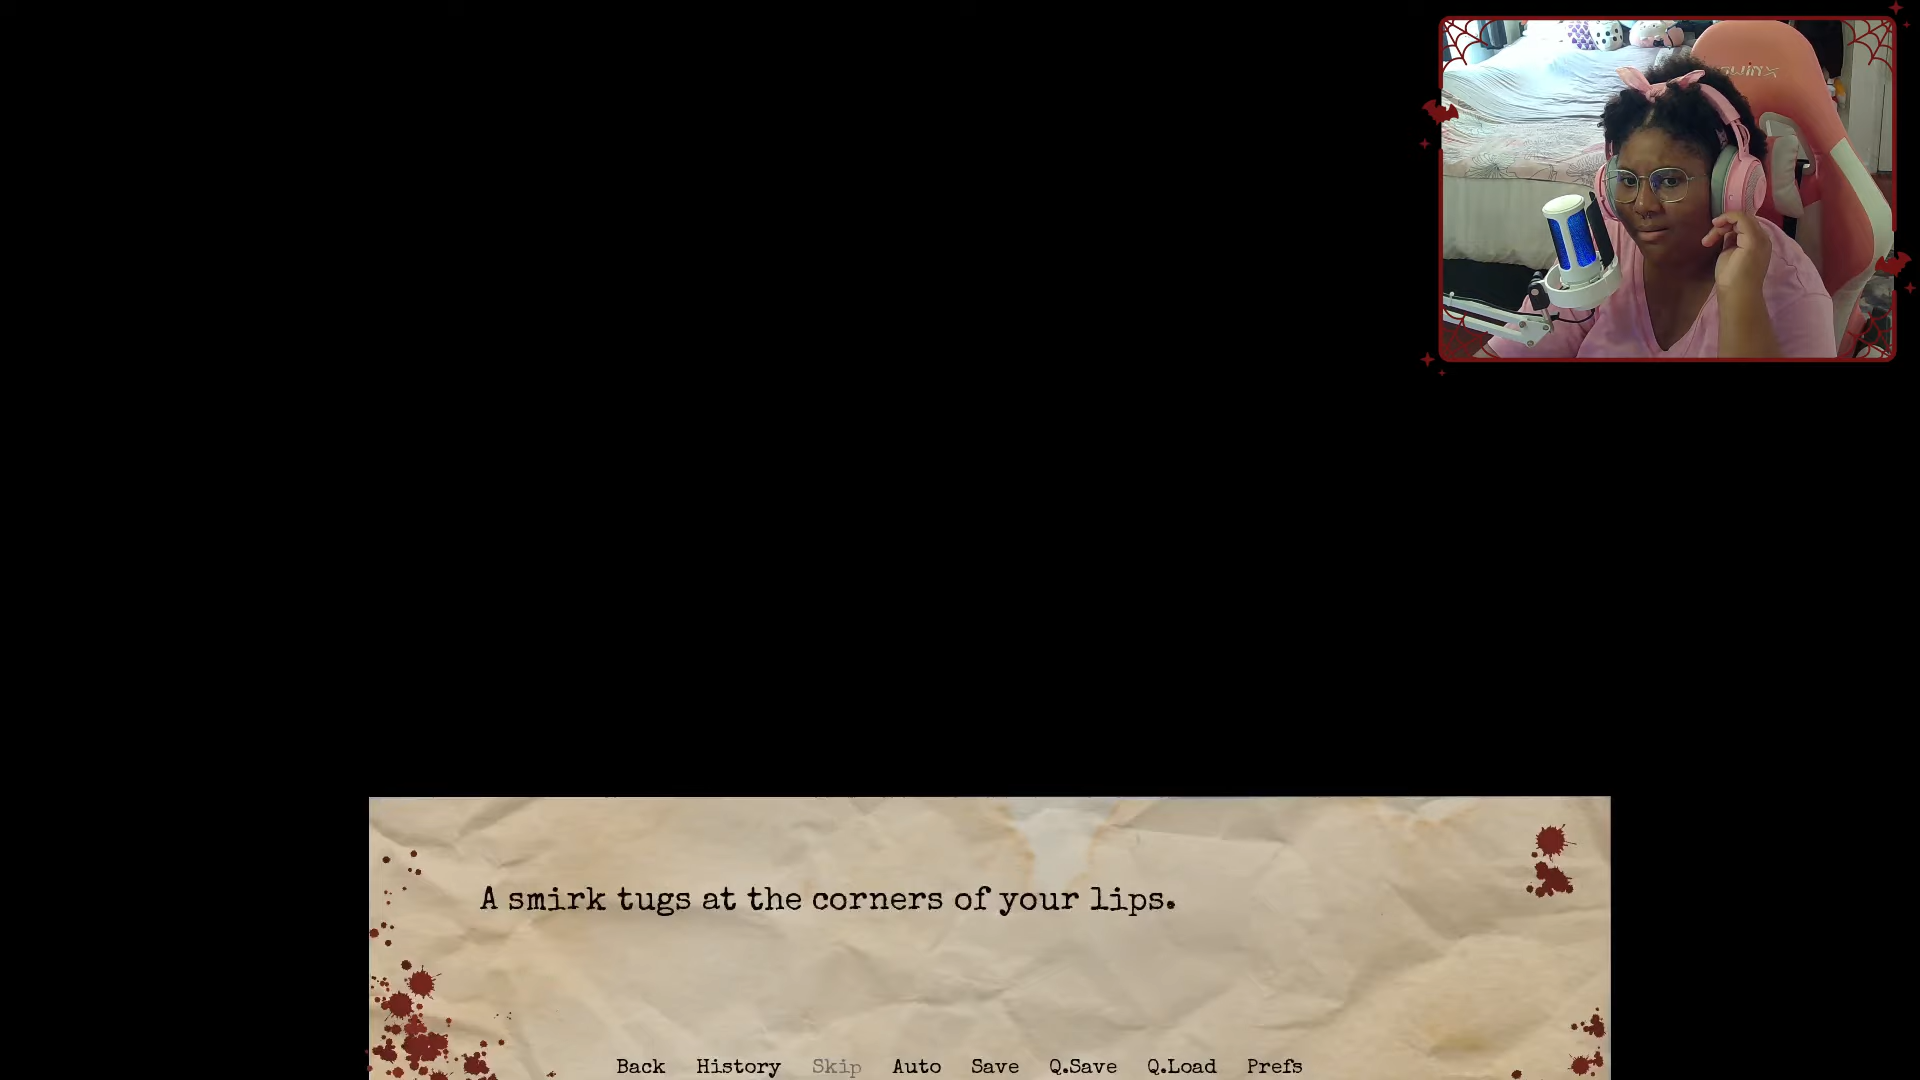 A smirk tugs at the corners of your lips.
Back History Skip Auto Save Q.Save Q.Load Prefs